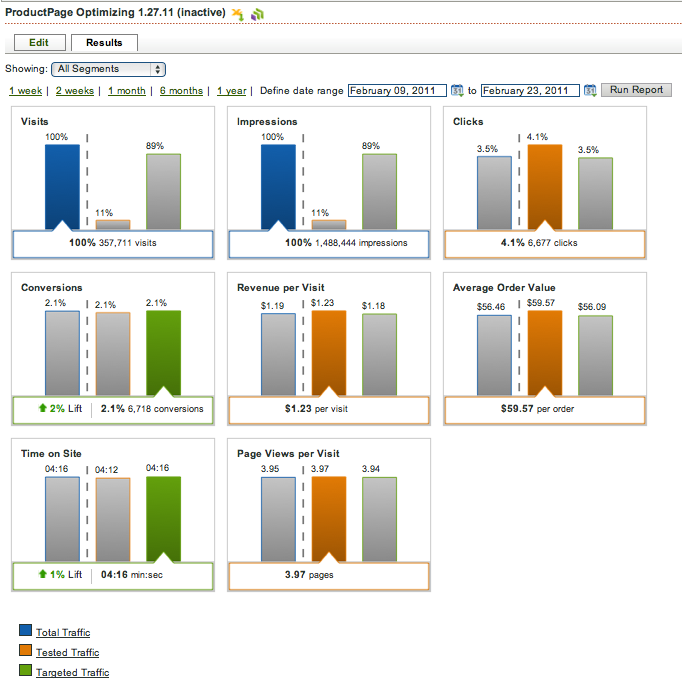 ProductPage Optimizing 1.27.11 (inactive)
Edit Results
Showing: All Segments
1 week | 2 weeks | 1 month | 6 months | 1 year | Define date range February 09, 2011 to February 23, 2011 Run Report
Visits
100%
11%
89%
100% 357,711 visits
Impressions
100%
11%
89%
100% 1,488,444 impressions
Clicks
3.5%
4.1%
3.5%
4.1% 6,677 clicks
Conversions
2.1%
2.1%
2.1%
2% Lift 2.1% 6,718 conversions
Revenue per Visit
$1.19
$1.23
$1.18
$1.23 per visit
Average Order Value
$56.46
$59.57
$56.09
$59.57 per order
Time on Site
04:16
04:12
04:16
1% Lift 04:16 min:sec
Page Views per Visit
3.95
3.97
3.94
3.97 pages
Total Traffic
Tested Traffic
Targeted Traffic